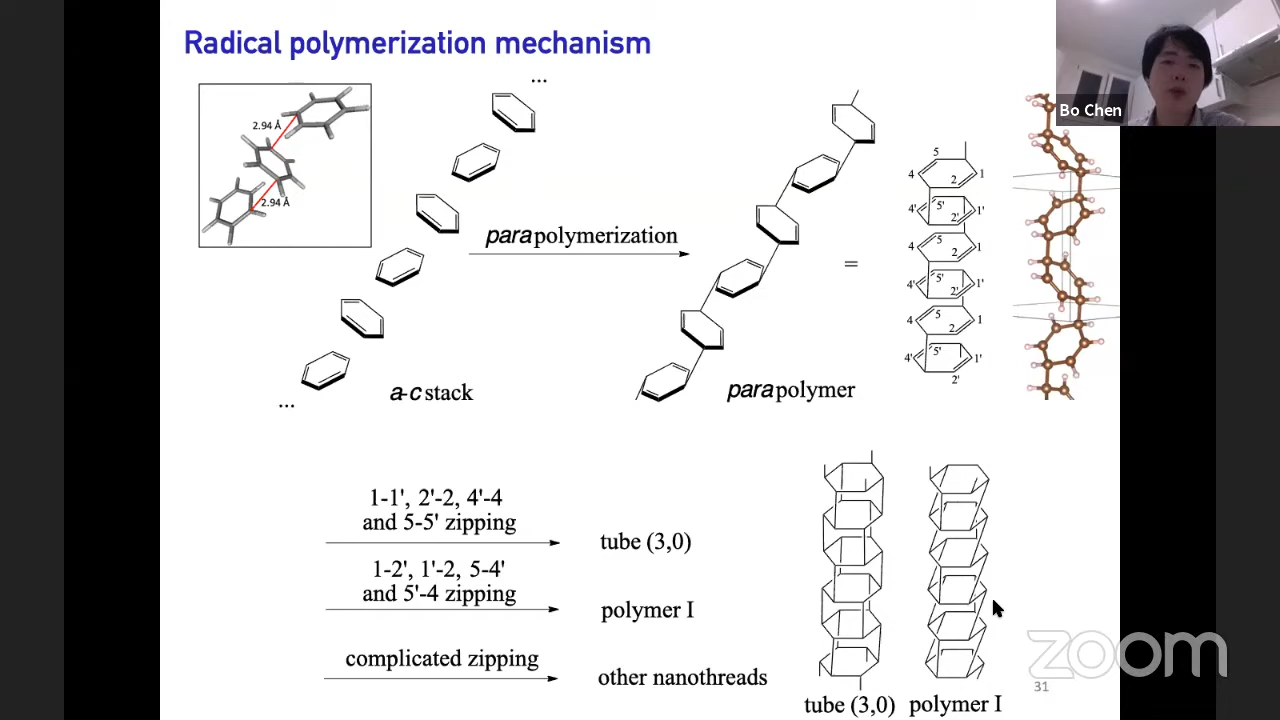 Radical polymerization mechanism
Bo Chen
...
2.94 Å
2.94 Å
para polymerization
=
5
4
2
1
4'
5'
2'
1'
4
5
2
1
4'
5'
2'
1'
4
5
2
1
4'
5'
1'
2'
...
a-c stack
para polymer
1-1', 2'-2, 4'-4
and 5-5' zipping
tube (3,0)
1-2', 1'-2, 5-4'
and 5'-4 zipping
polymer I
complicated zipping
other nanothreads
tube (3,0)
polymer I
zoom
31